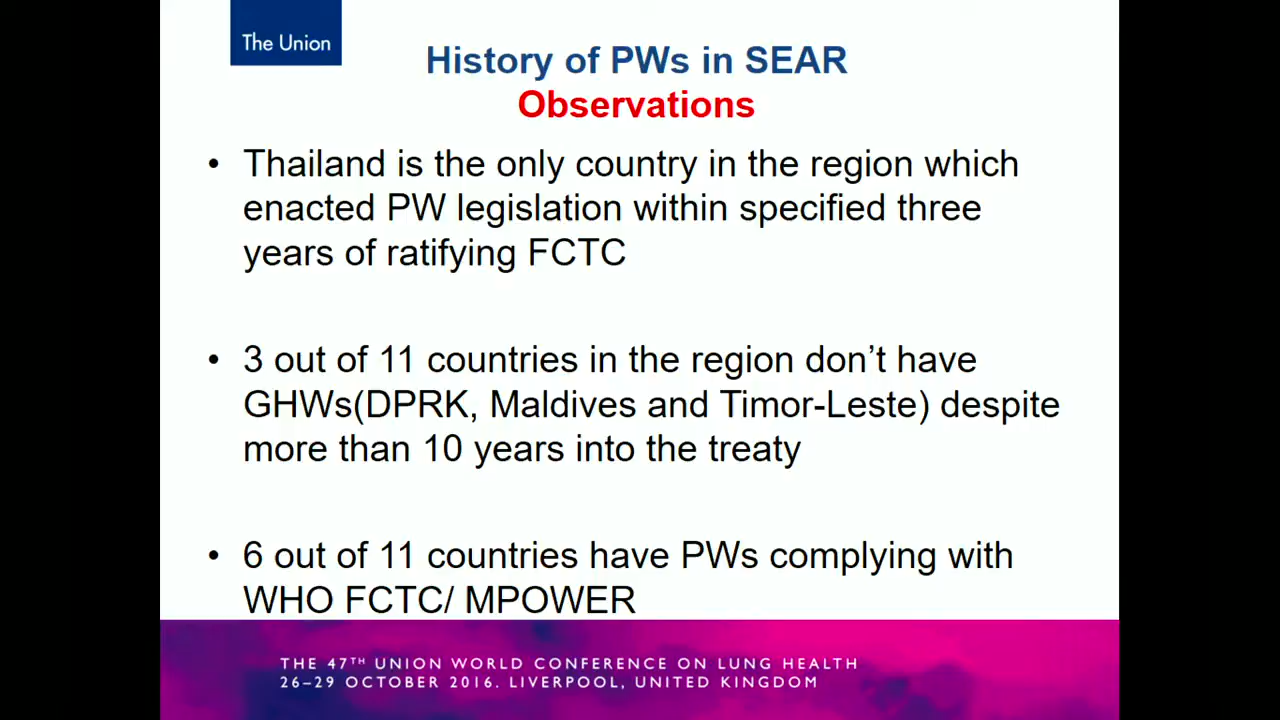 The Union
History of PWs in SEAR
Observations
• Thailand is the only country in the region which
enacted PW legislation within specified three
years of ratifying FCTC
• 3 out of 11 countries in the region don’t have
GHWs(DPRK, Maldives and Timor-Leste) despite
more than 10 years into the treaty
• 6 out of 11 countries have PWs complying with
WHO FCTC/ MPOWER
THE 47TH UNION WORLD CONFERENCE ON LUNG HEALTH
26–29 OCTOBER 2016. LIVERPOOL, UNITED KINGDOM